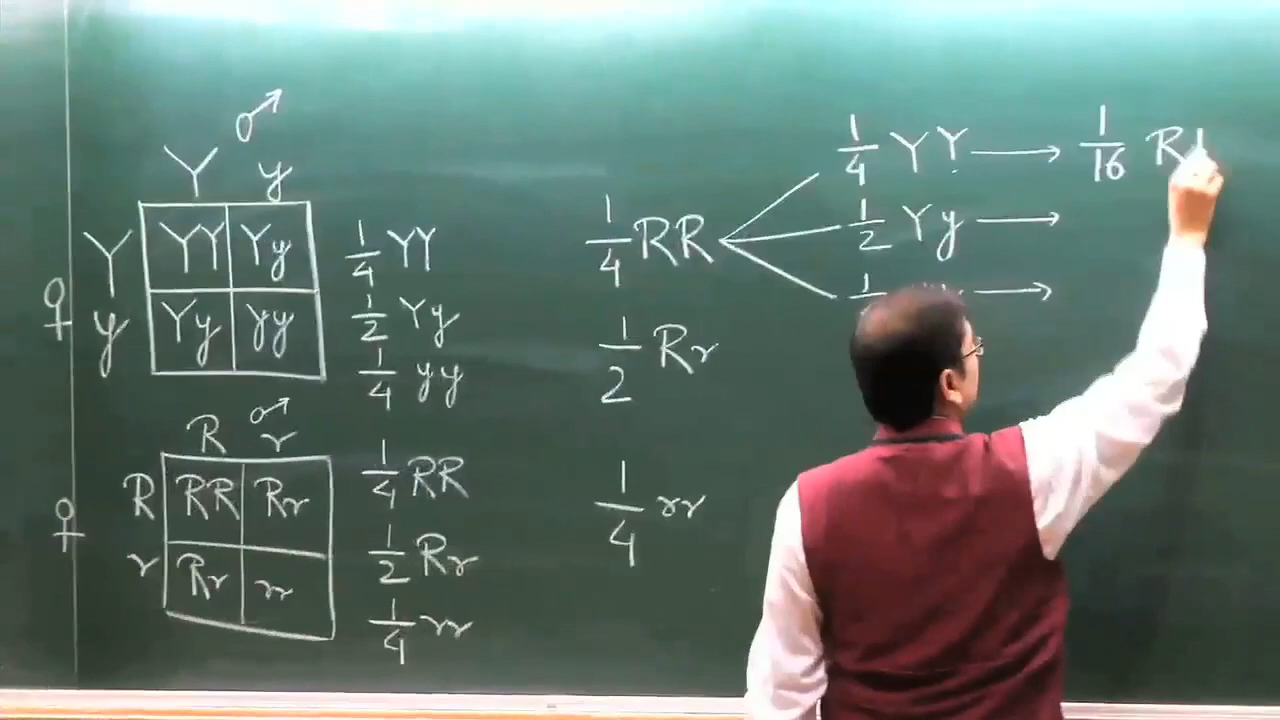 ♂
Y y
♀ Y YY Yy
y Yy yy
1/4 YY
1/2 Yy
1/4 yy
♂
R r
♀ R RR Rr
r Rr rr
1/4 RR
1/2 Rr
1/4 rr
1/4 RR
1/2 Rr
1/4 rr
1/4 YY → 1/16 R
1/2 Yy →
→